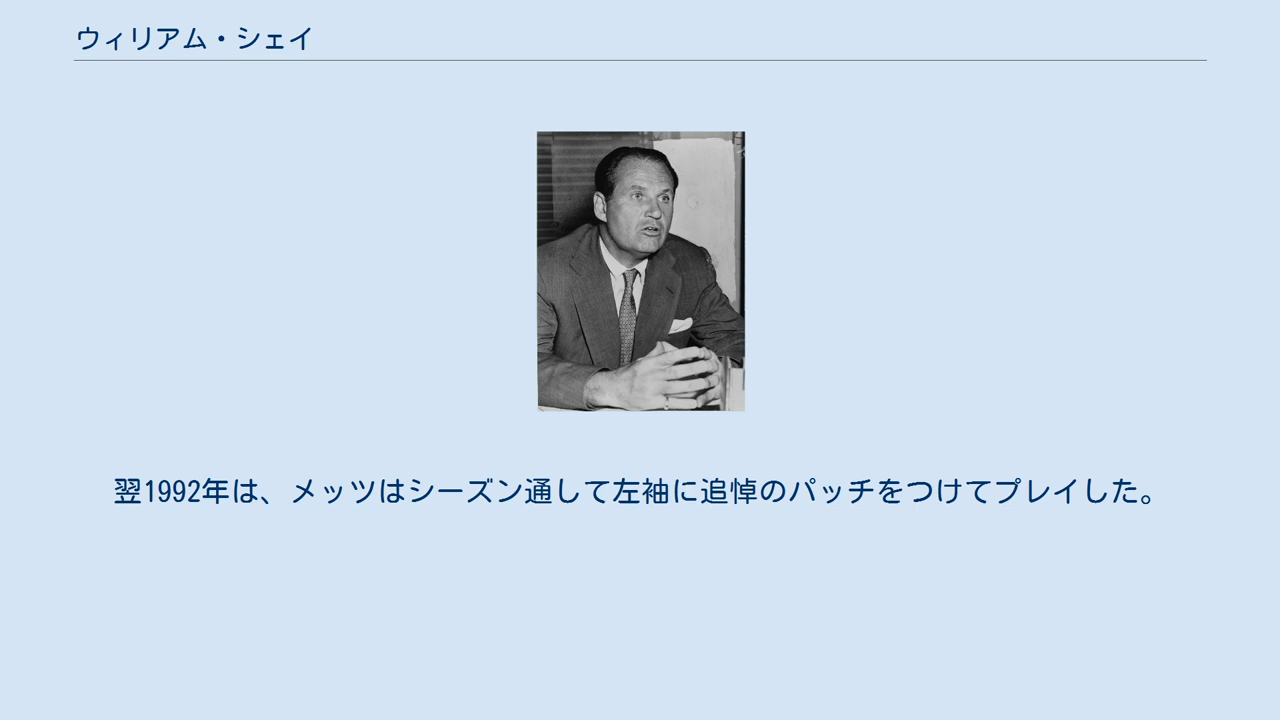 ウィリアム・シェイ
翌1992年は、メッツはシーズン通して左袖に追悼のパッチをつけてプレイした。